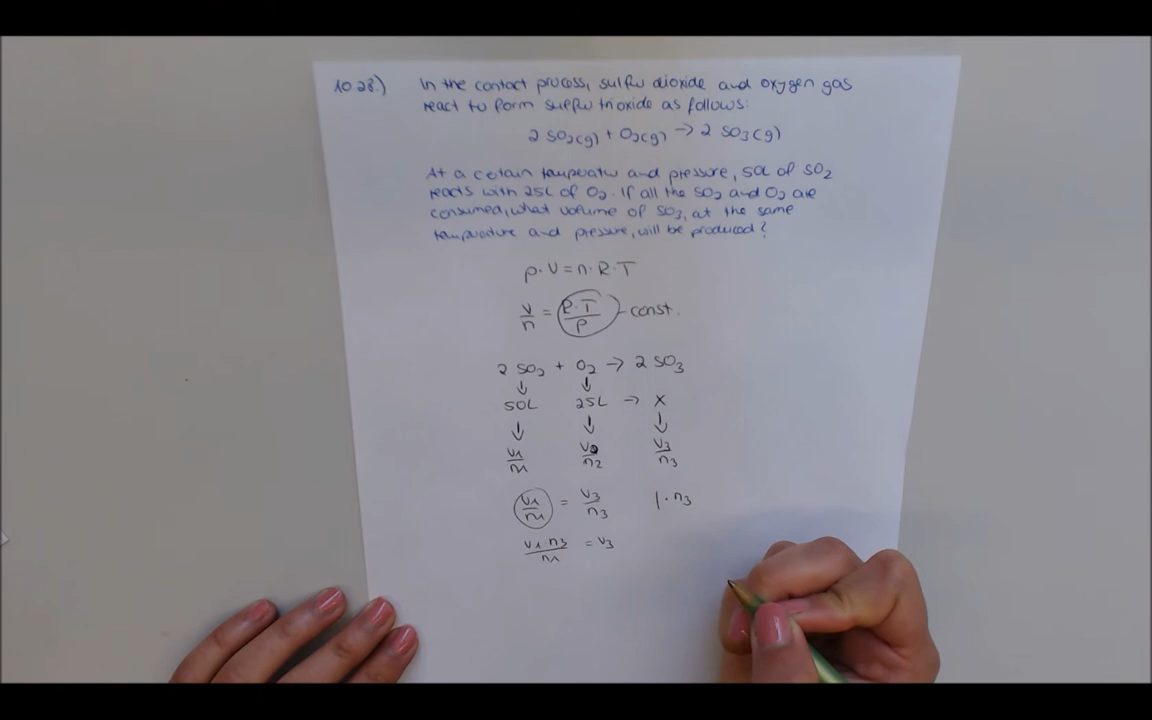 10.28.) In the contact process, sulfur dioxide and oxygen gas
react to form sulfur trioxide as follows:
2 SO2(g) + O2(g) → 2 SO3(g)
At a certain temperature and pressure, 50L of SO2
reacts with 25L of O2. If all the SO2 and O2 are
consumed, what volume of SO3, at the same
temperature and pressure, will be produced?
p · V = n · R · T
V/n = R·T/P - const.
2 SO2 + O2 → 2 SO3
↓ ↓
50L 25L → X
↓ ↓ ↓
V1/n1 V2/n2 V3/n3
V1/n1 = V3/n3 | · n3
V1 n3/n1 = V3